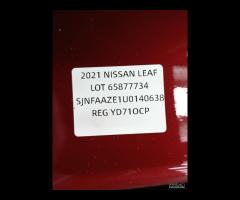 2021 NISSAN LEAF
LOT 65877734
SJNFAAZE1U0140638
REG YD71OCP